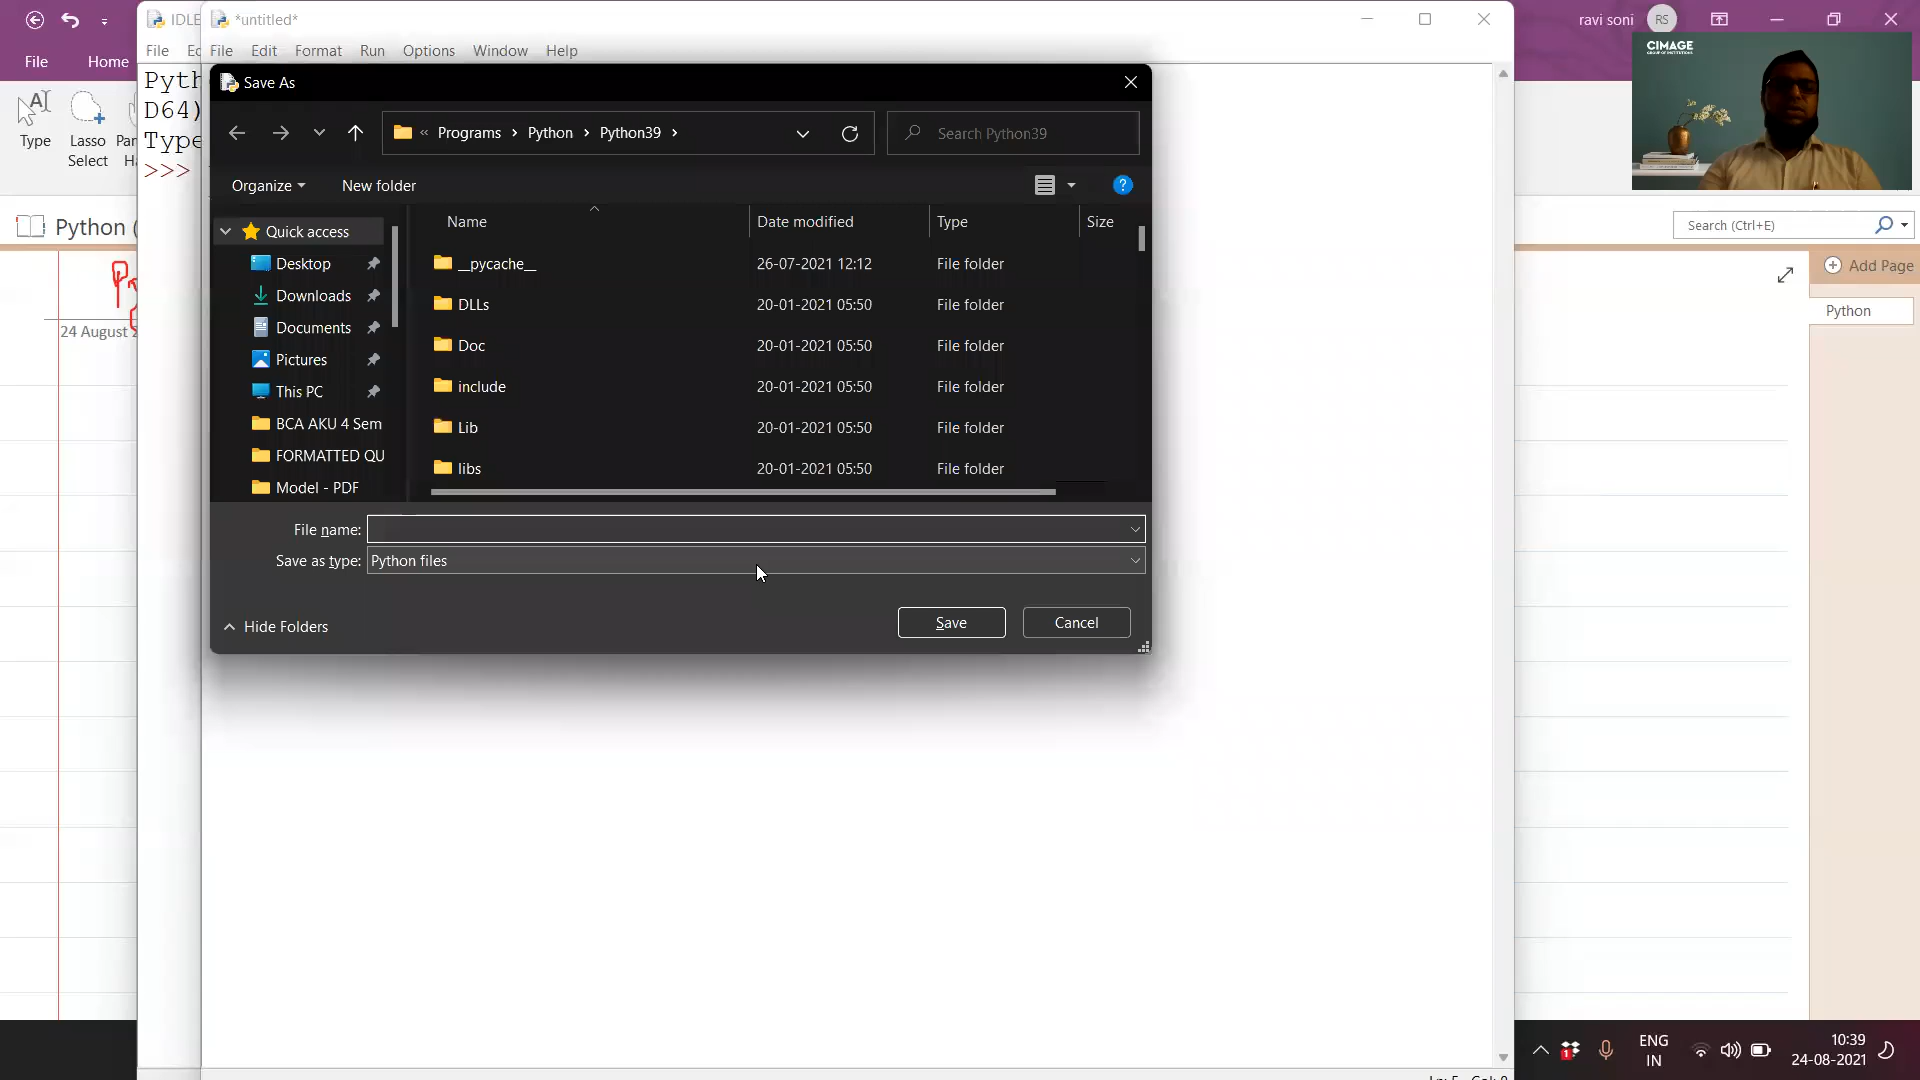 ravi soni RS
CIMAGE
GROUP OF INSTITUTIONS
File Home
Type
Lasso
Select
Python (
24 August
IDLE
File
Pyth
D64)
Type
>>>
*untitled*
File Edit Format Run Options Window Help
Save As
« Programs › Python › Python39 ›
Search Python39
Organize New folder
?
Quick access
Desktop
Downloads
Documents
Pictures
This PC
BCA AKU 4 Sem
FORMATTED QU
Model - PDF
Name Date modified Type Size
__pycache__ 26-07-2021 12:12 File folder
DLLs 20-01-2021 05:50 File folder
Doc 20-01-2021 05:50 File folder
include 20-01-2021 05:50 File folder
Lib 20-01-2021 05:50 File folder
libs 20-01-2021 05:50 File folder
File name:
Save as type: Python files
Hide Folders
Save Cancel
Search (Ctrl+E)
Add Page
Python
1
ENG
IN
10:39
24-08-2021